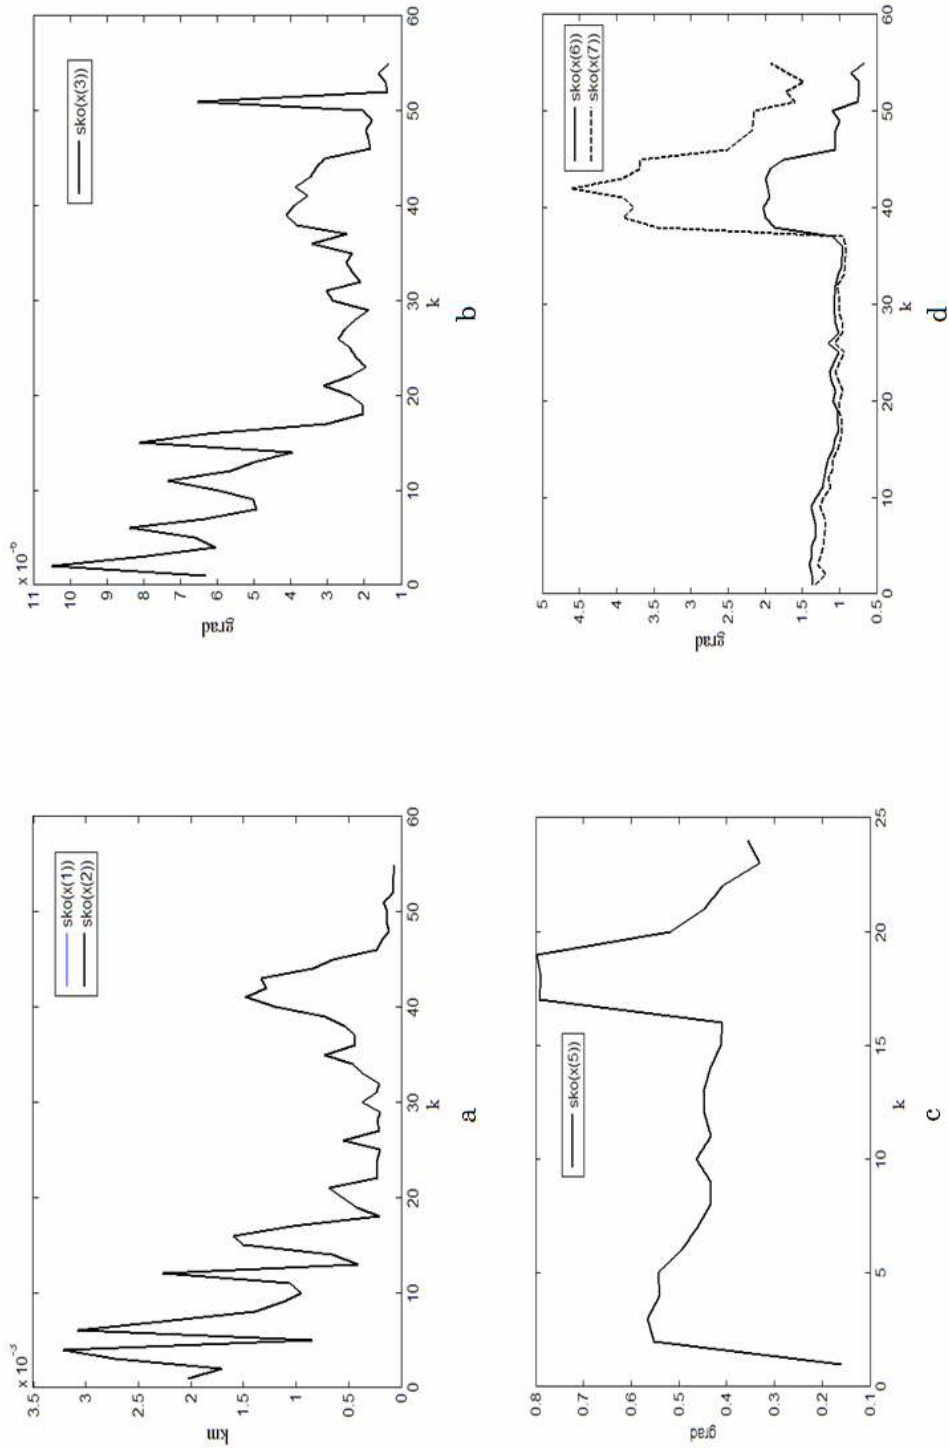 x 10⁻³
3.5
3
2.5
2
1.5
1
0.5
0
km
sko(x(1))
sko(x(2))
0 10 20 30 40 50 60
k
a
x 10⁻⁶
11
10
9
8
7
6
5
4
3
2
1
grad
sko(x(3))
0 10 20 30 40 50 60
k
b
0.8
0.7
0.6
0.5
0.4
0.3
0.2
0.1
grad
sko(x(5))
0 5 10 15 20 25
k
c
5
4.5
4
3.5
3
2.5
2
1.5
1
0.5
grad
sko(x(6))
sko(x(7))
0 10 20 30 40 50 60
k
d